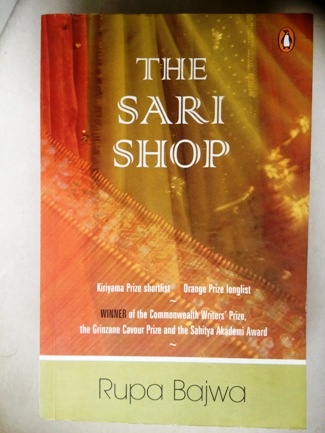 THE
SARI
SHOP
Kiriyama Prize shortlist Orange Prize longlist
~
WINNER of the Commonwealth Writers' Prize,
the Grinzane Cavour Prize and the Sahitya Akademi Award
~
Rupa Bajwa